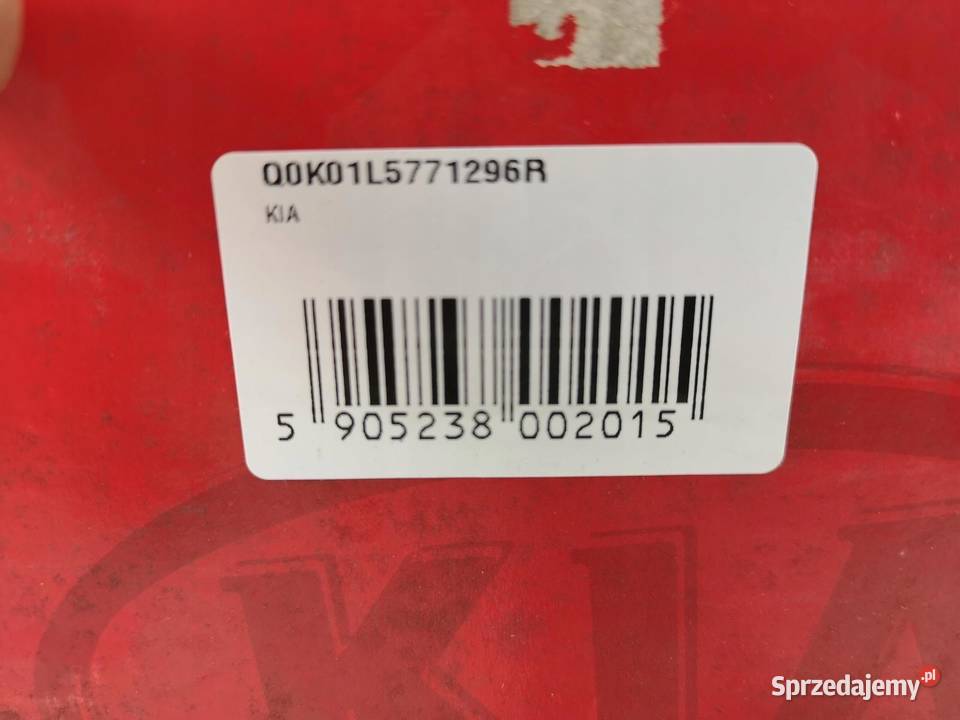 Q0K01L5771296R
KIA
5 905238 002015
KIA
Sprzedajemy.pl